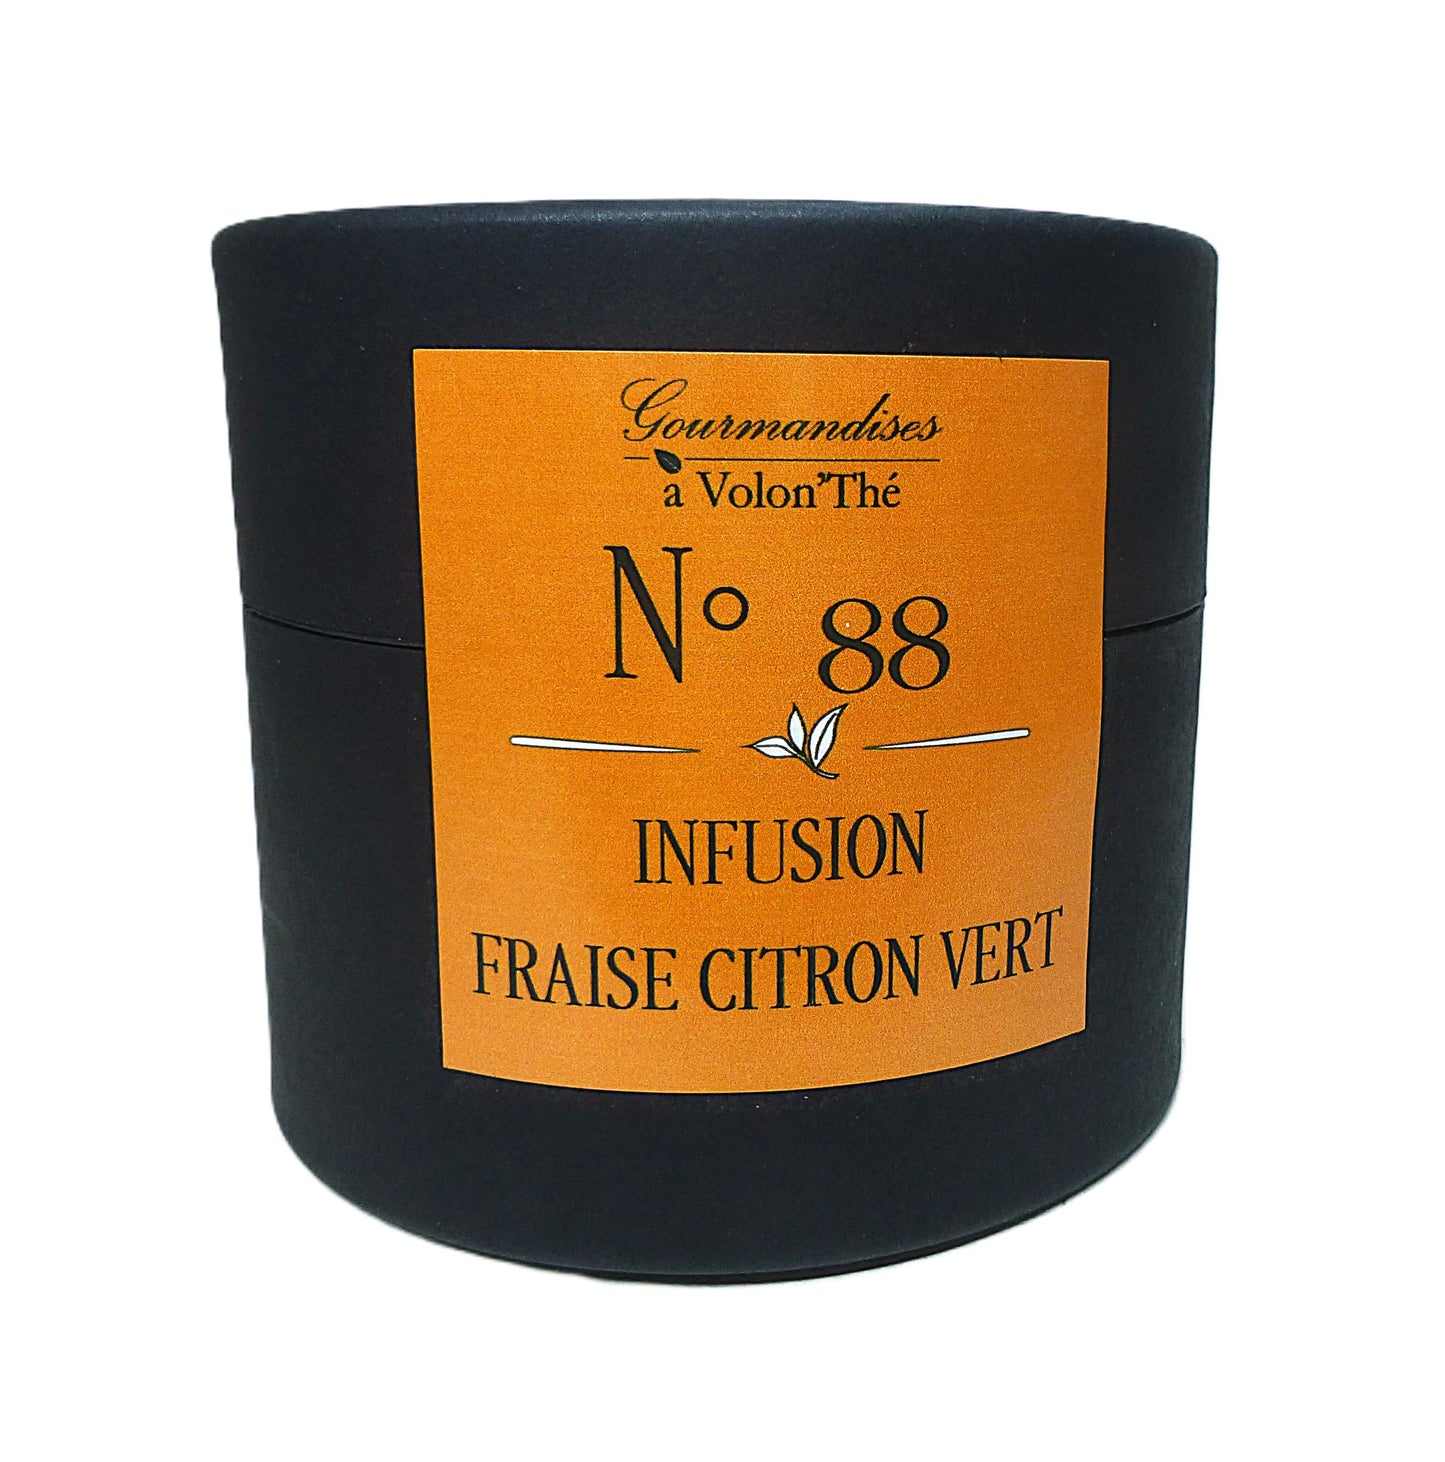 Gourmandises
à Volon'Thé
N° 88
INFUSION
FRAISE CITRON VERT